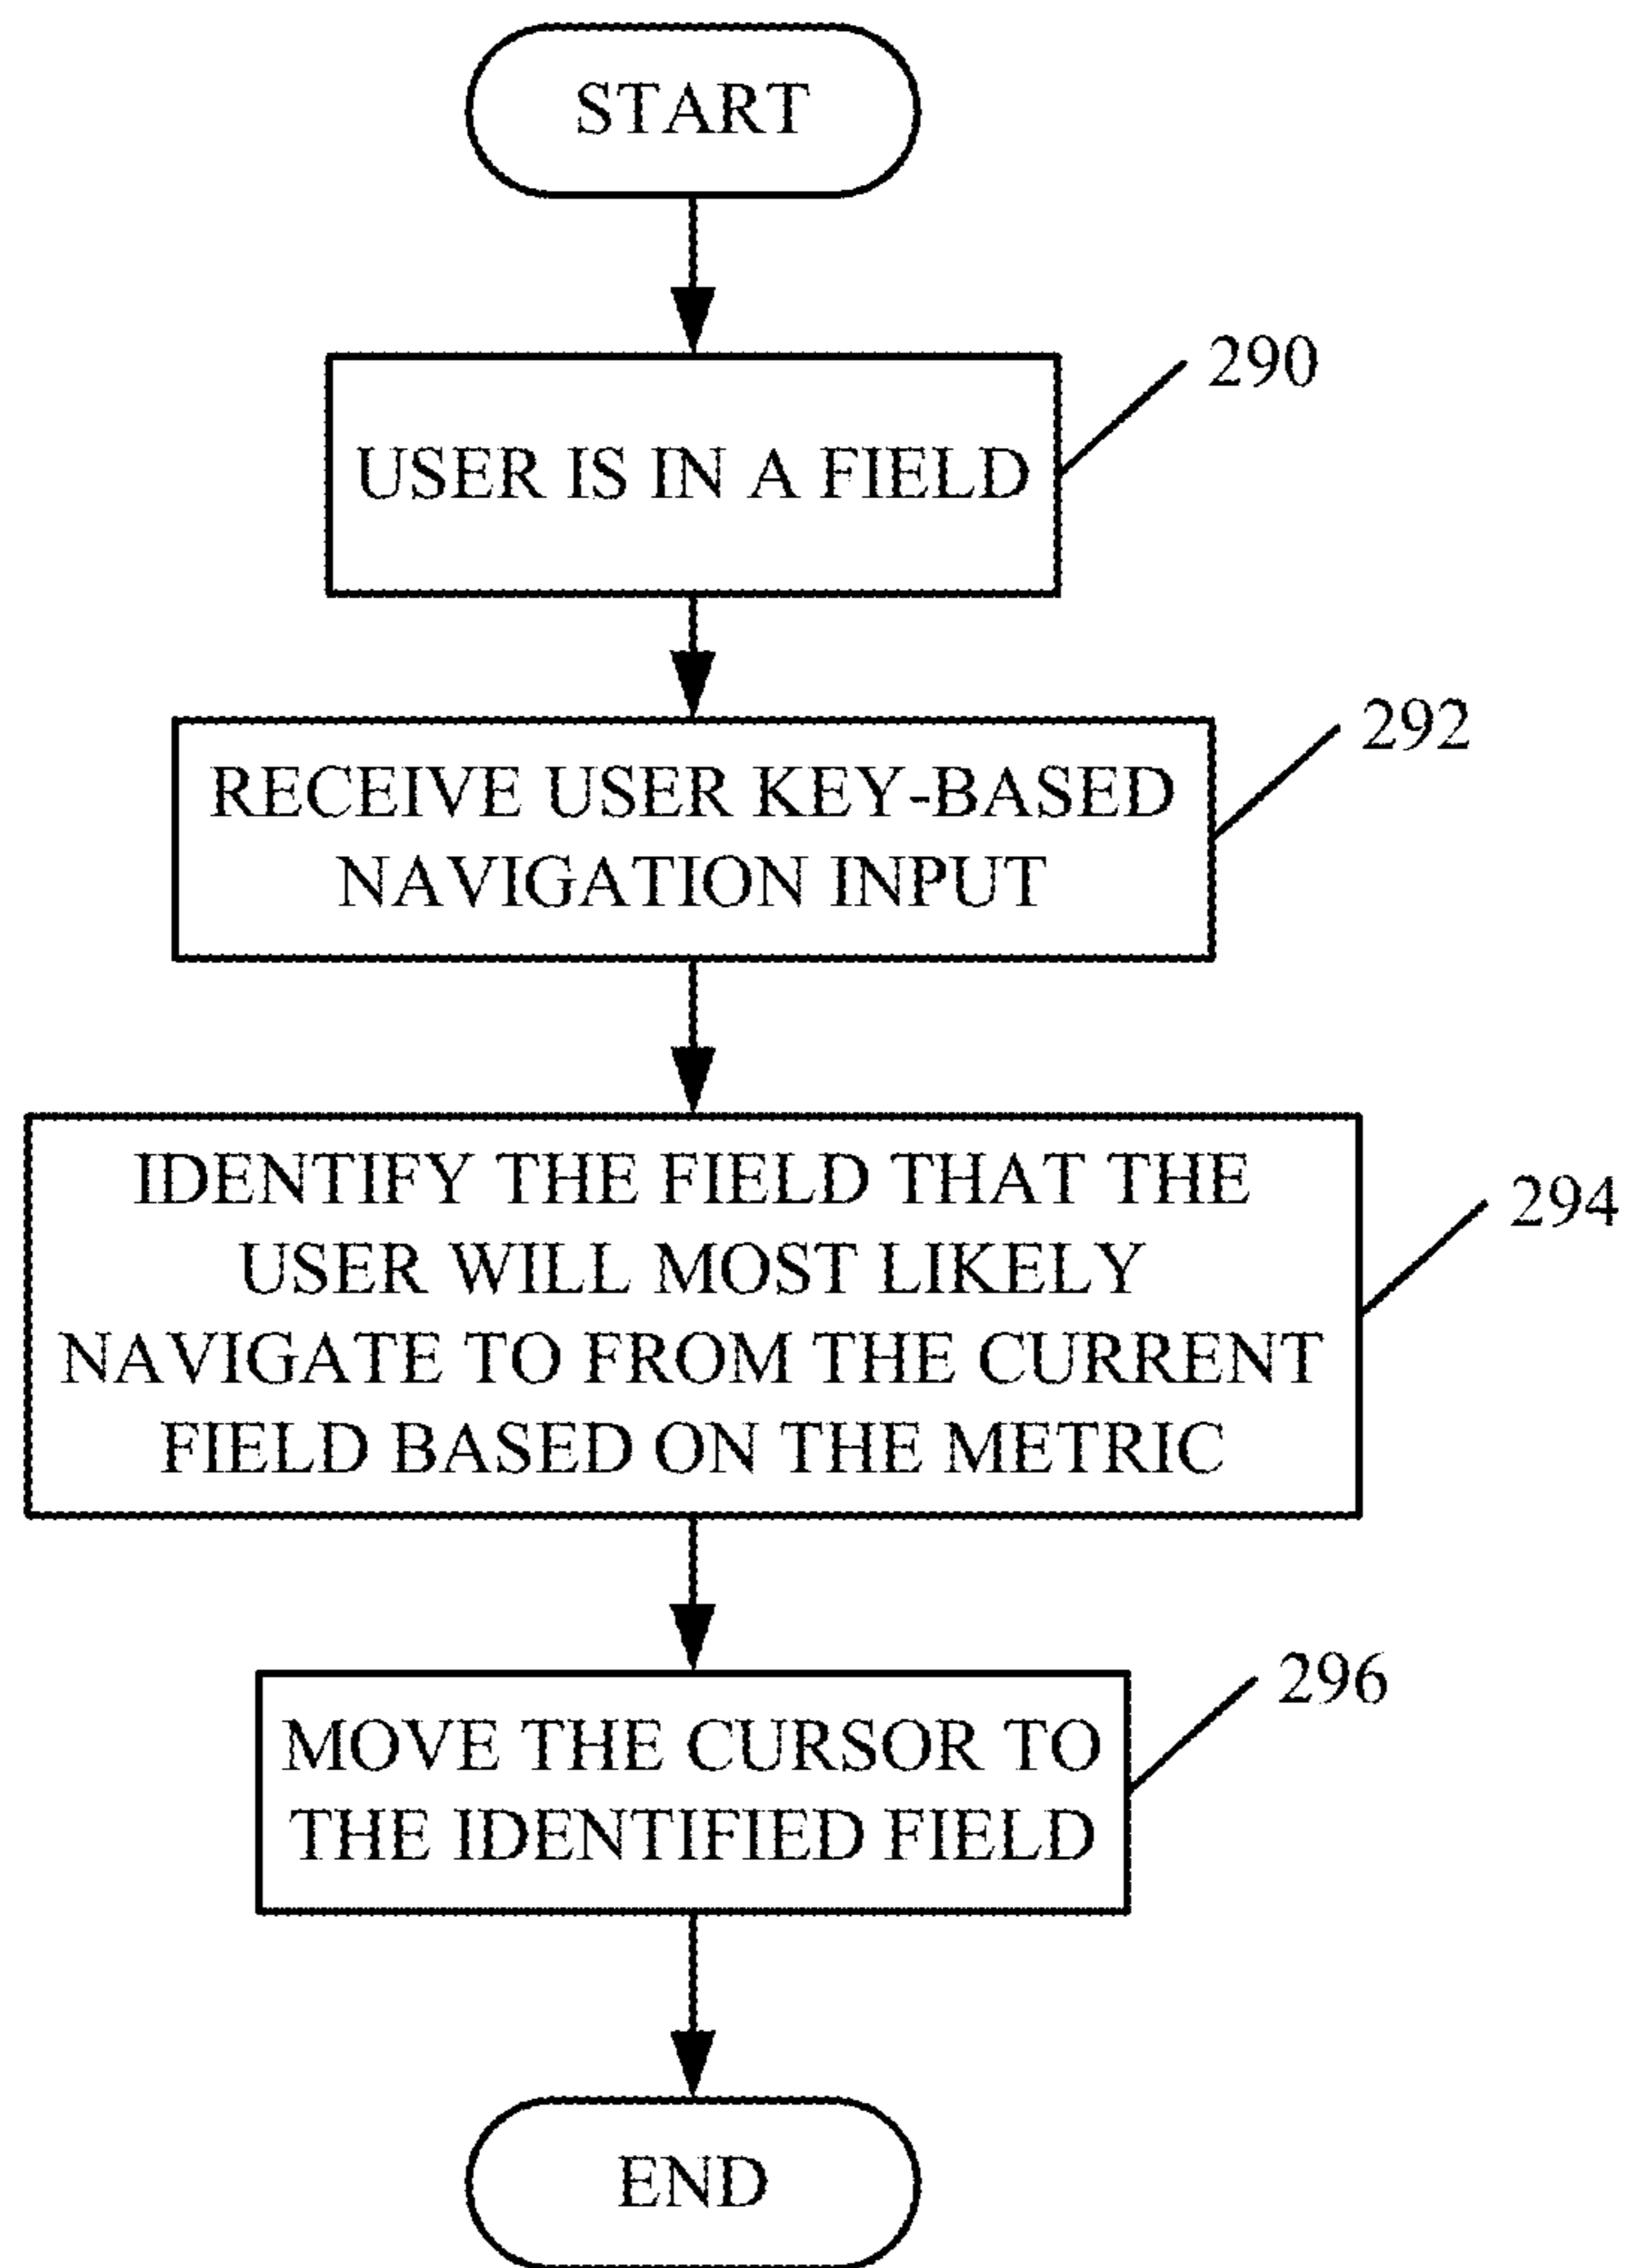 START
290
USER IS IN A FIELD
292
RECEIVE USER KEY-BASED
NAVIGATION INPUT
294
IDENTIFY THE FIELD THAT THE
USER WILL MOST LIKELY
NAVIGATE TO FROM THE CURRENT
FIELD BASED ON THE METRIC
296
MOVE THE CURSOR TO
THE IDENTIFIED FIELD
END